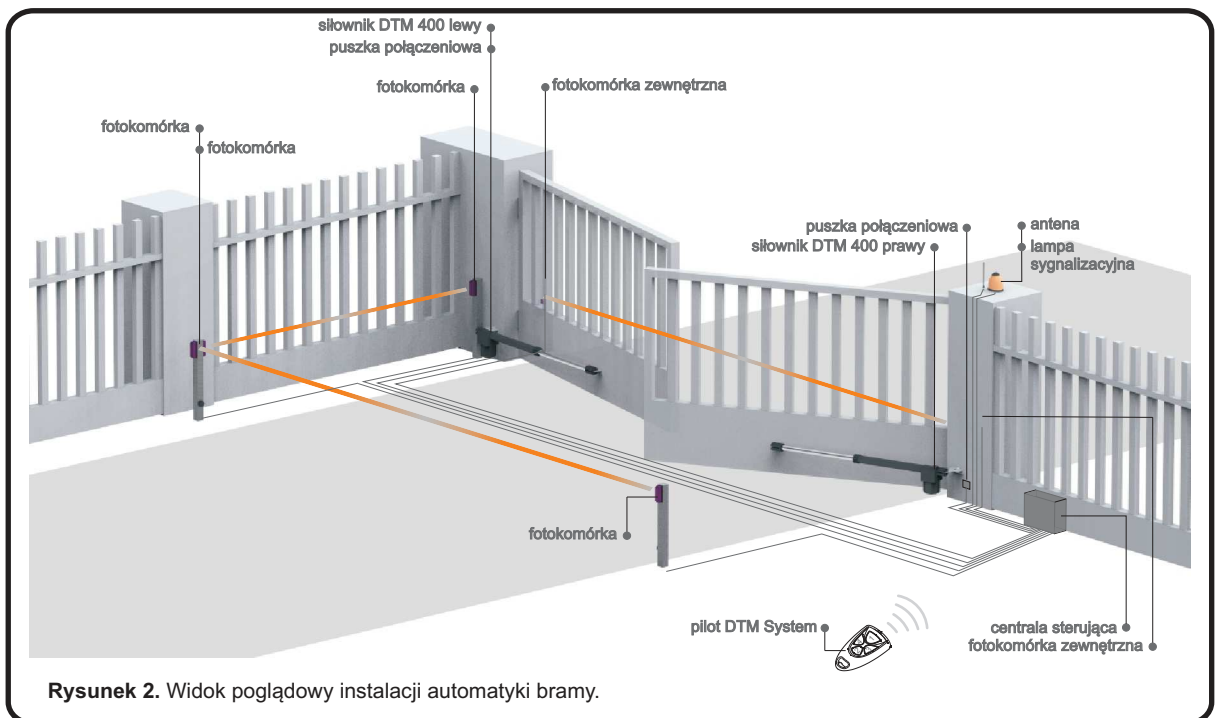 siłownik DTM 400 lewy
puszka połączeniowa
fotokomórka
fotokomórka zewnętrzna
fotokomórka
fotokomórka
puszka połączeniowa
siłownik DTM 400 prawy
antena
lampa
sygnalizacyjna
fotokomórka
pilot DTM System
centrala sterująca
fotokomórka zewnętrzna
Rysunek 2. Widok poglądowy instalacji automatyki bramy.